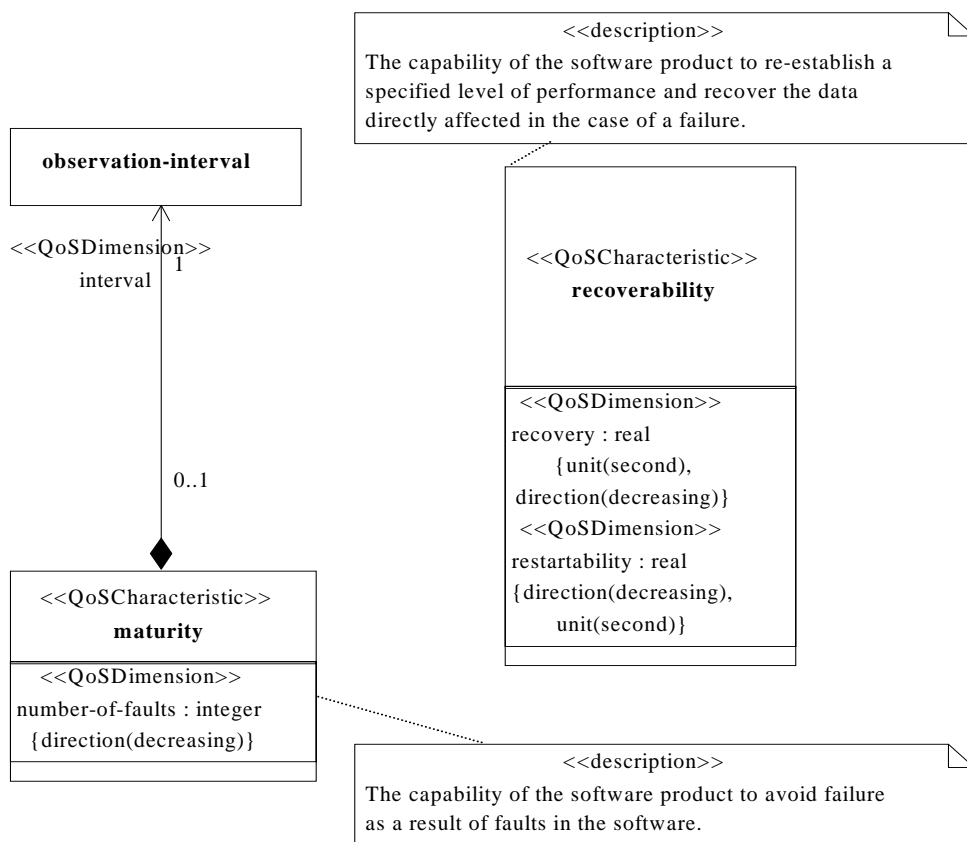 <<description>>
The capability of the software product to re-establish a
specified level of performance and recover the data
directly affected in the case of a failure.
observation-interval
<<QoSDimension>>
interval
1
0..1
<<QoSCharacteristic>>
recoverability
<<QoSDimension>>
recovery : real
{unit(second),
direction(decreasing)}
<<QoSDimension>>
restartability : real
{direction(decreasing),
unit(second)}
<<QoSCharacteristic>>
maturity
<<QoSDimension>>
number-of-faults : integer
{direction(decreasing)}
<<description>>
The capability of the software product to avoid failure
as a result of faults in the software.